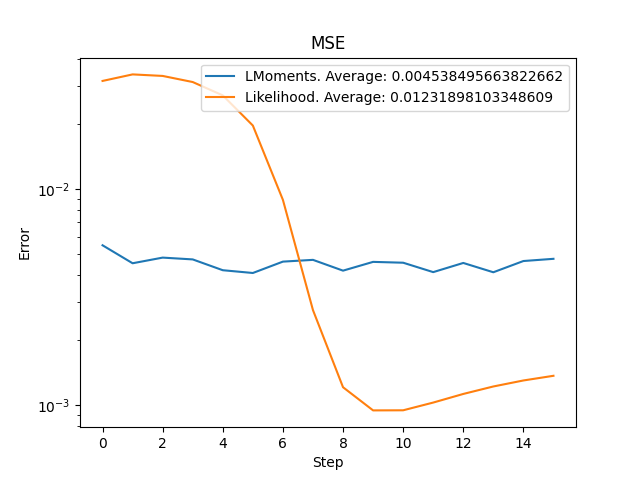 MSE
LMoments. Average: 0.004538495663822662
Likelihood. Average: 0.01231898103348609
10⁻²
10⁻³
Error
0 2 4 6 8 10 12 14
Step